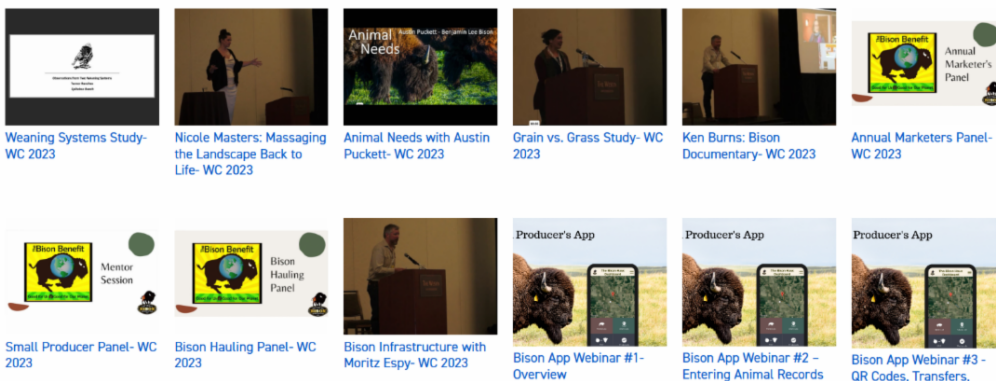 Animal
Needs
Austin Puckett - Benjamin Lee Bison
Bison Benefit
Annual
Marketer's
Panel
Weaning Systems Study-
WC 2023
Nicole Masters: Massaging
the Landscape Back to
Life- WC 2023
Animal Needs with Austin
Puckett- WC 2023
Grain vs. Grass Study- WC
2023
Ken Burns: Bison
Documentary- WC 2023
Annual Marketers Panel-
WC 2023
Bison Benefit
Mentor
Session
Bison Benefit
Bison
Hauling
Panel
Producer's App
Producer's App
Producer's App
Small Producer Panel- WC
2023
Bison Hauling Panel- WC
2023
Bison Infrastructure with
Moritz Espy- WC 2023
Bison App Webinar #1-
Overview
Bison App Webinar #2 –
Entering Animal Records
Bison App Webinar #3 -
QR Codes, Transfers,